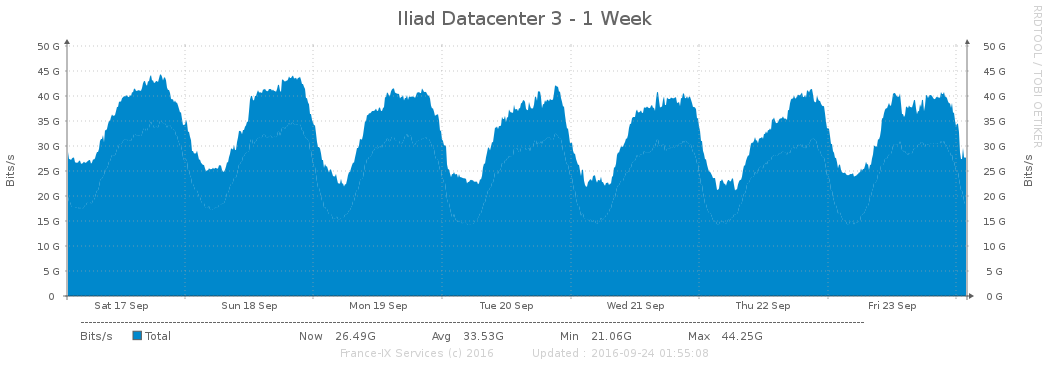 Iliad Datacenter 3 - 1 Week
RRDTOOL / TOBI OETIKER
Bits/s
50 G 50 G
45 G 45 G
40 G 40 G
35 G 35 G
30 G 30 G
25 G 25 G
20 G 20 G
15 G 15 G
10 G 10 G
5 G 5 G
0 0 G
Bits/s
Sat 17 Sep Sun 18 Sep Mon 19 Sep Tue 20 Sep Wed 21 Sep Thu 22 Sep Fri 23 Sep
Bits/s Total Now 26.49G Avg 33.53G Min 21.06G Max 44.25G
France-IX Services (c) 2016 Updated : 2016-09-24 01:55:08